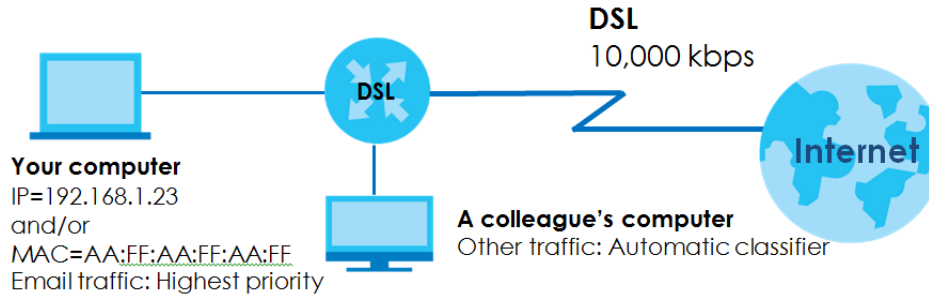 DSL
10,000 kbps
DSL
Internet
Your computer
IP=192.168.1.23
and/or
MAC=AA:FF:AA:FF:AA:FF
Email traffic: Highest priority
A colleague's computer
Other traffic: Automatic classifier